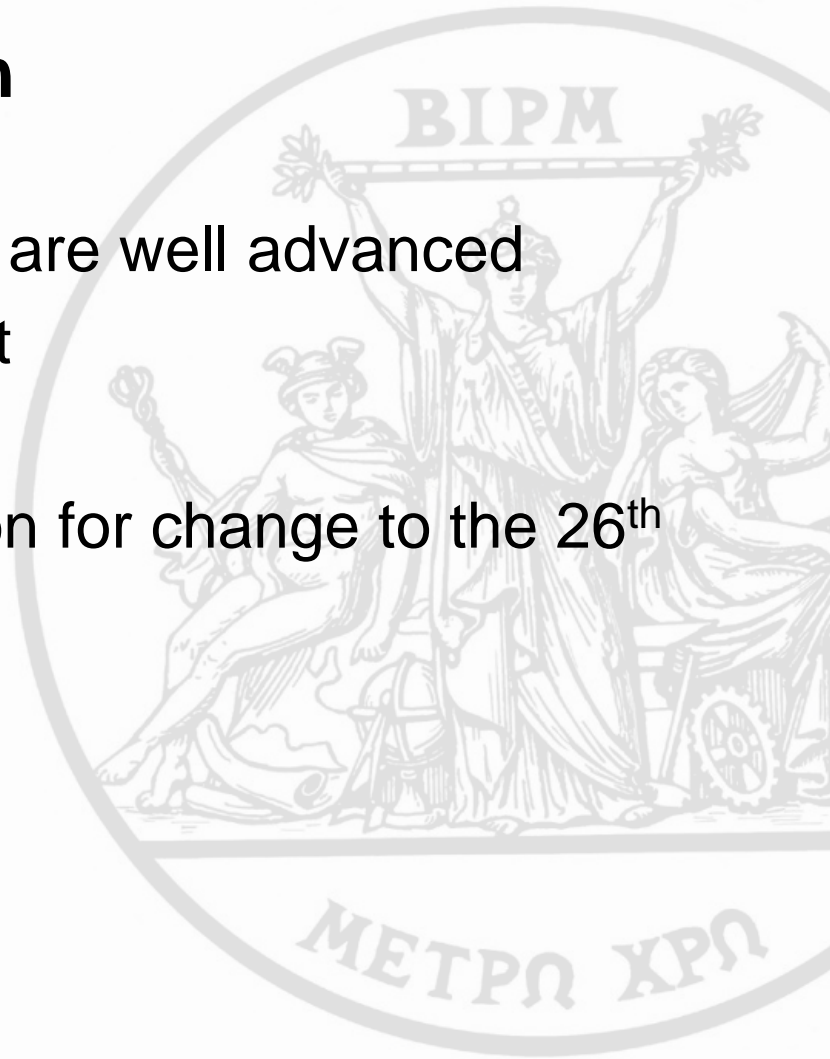 n
BIPM
are well advanced
t
on for change to the 26th
ΜΕΤΡΩ ΧΡΩ